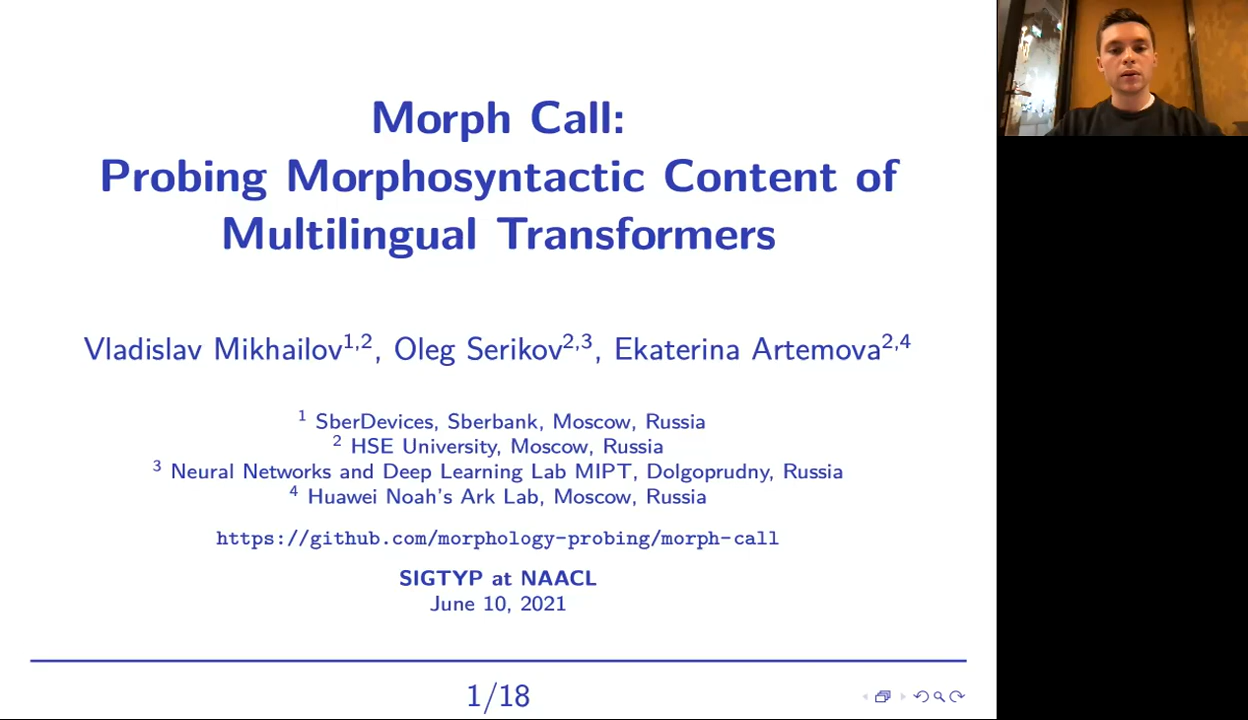 Morph Call:
Probing Morphosyntactic Content of
Multilingual Transformers
Vladislav Mikhailov1,2, Oleg Serikov2,3, Ekaterina Artemova2,4
1 SberDevices, Sberbank, Moscow, Russia
2 HSE University, Moscow, Russia
3 Neural Networks and Deep Learning Lab MIPT, Dolgoprudny, Russia
4 Huawei Noah's Ark Lab, Moscow, Russia
https://github.com/morphology-probing/morph-call
SIGTYP at NAACL
June 10, 2021
1/18